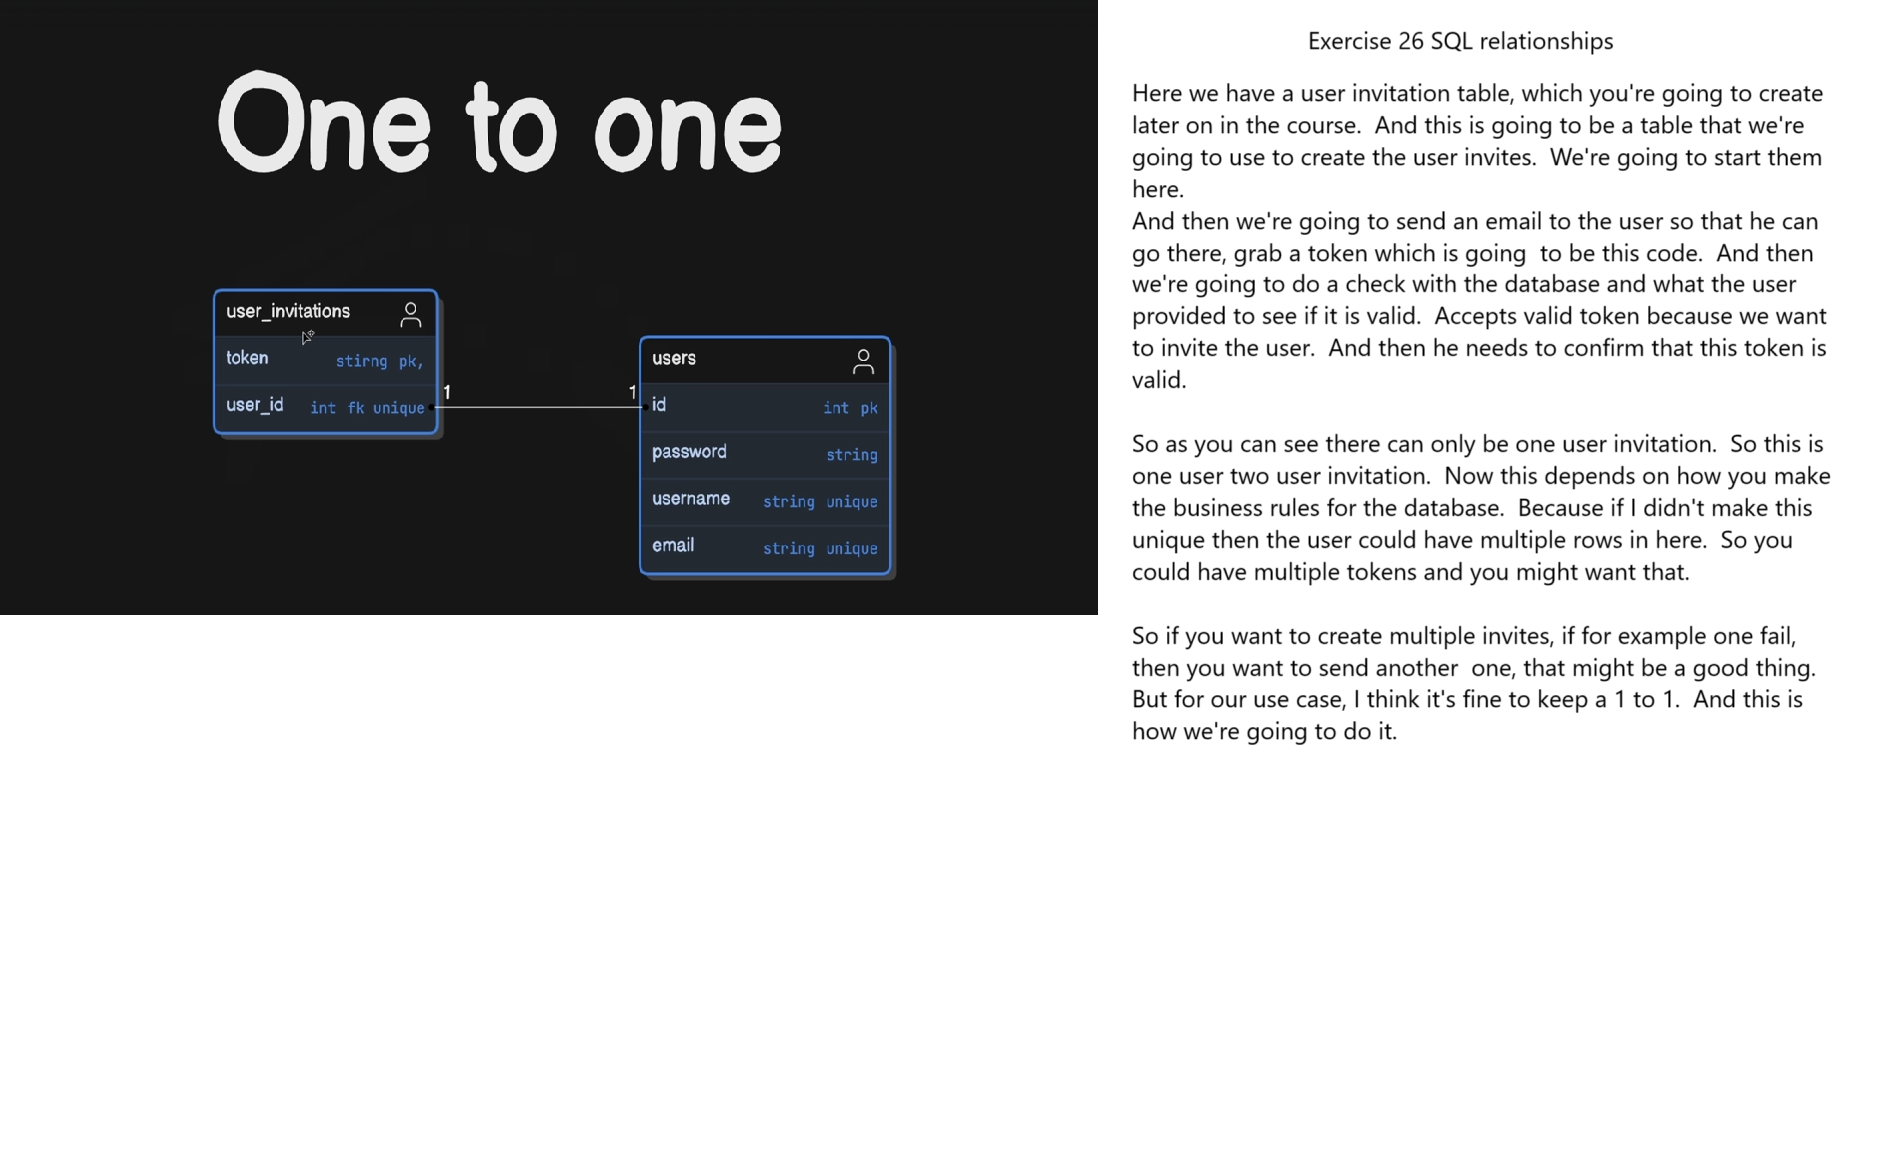 One to one
user_invitations
token stirng pk,
user_id int fk unique
1 1
users
id int pk
password string
username string unique
email string unique
Exercise 26 SQL relationships
Here we have a user invitation table, which you're going to create
later on in the course.  And this is going to be a table that we're
going to use to create the user invites.  We're going to start them
here.
And then we're going to send an email to the user so that he can
go there, grab a token which is going  to be this code.  And then
we're going to do a check with the database and what the user
provided to see if it is valid.  Accepts valid token because we want
to invite the user.  And then he needs to confirm that this token is
valid.
So as you can see there can only be one user invitation.  So this is
one user two user invitation.  Now this depends on how you make
the business rules for the database.  Because if I didn't make this
unique then the user could have multiple rows in here.  So you
could have multiple tokens and you might want that.
So if you want to create multiple invites, if for example one fail,
then you want to send another  one, that might be a good thing.
But for our use case, I think it's fine to keep a 1 to 1.  And this is
how we're going to do it.